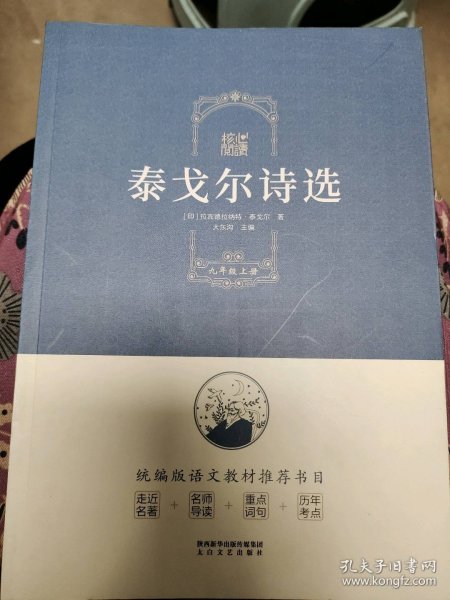 核心
阅读
泰戈尔诗选
[印]拉宾德拉纳特·泰戈尔 著
大东沟 主编
九年级上册
统编版语文教材推荐书目
走近名著 + 名师导读 + 重点词句 + 历年考点
陕西新华出版传媒集团
太白文艺出版社
孔夫子旧书网
www.kongfz.com